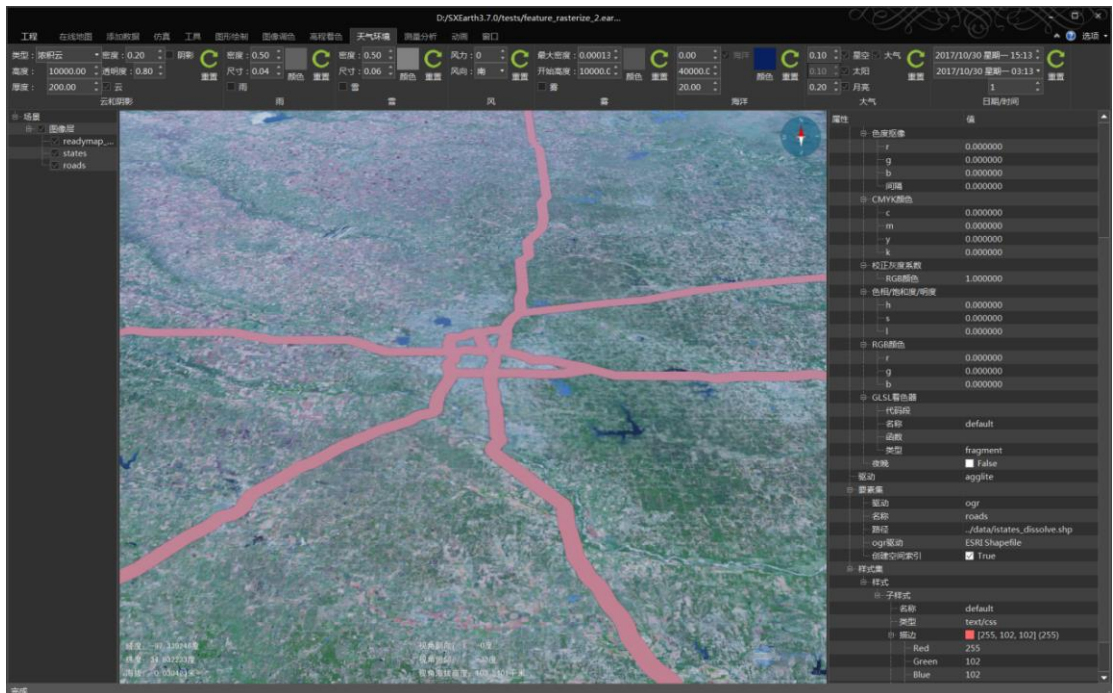 D:/SXEarth3.7.0/tests/feature_rasterize_2.ear...
工程 在线地图 添加数据 仿真 工具 图形绘制 图像调色 高程着色 天气环境 测量分析 动画 窗口 选项
类型: 浓积云 密度: 0.20 阴影 重置 密度: 0.50 颜色 重置 密度: 0.50 颜色 重置 风力: 0 重置 最大密度: 0.00013 颜色 重置 0.00 海洋 颜色 重置 0.10 星空 大气 重置 2017/10/30 星期一 15:13 重置
高度: 10000.00 透明度: 0.80 尺寸: 0.04 尺寸: 0.06 风向: 南 开始高度: 10000.0 40000.0 0.10 太阳 2017/10/30 星期一 03:13
厚度: 200.00 云 雨 雪 雾 20.00 0.20 月亮 1
云和阴影 雨 雪 风 雾 海洋 大气 日期/时间
场景
图像层
readymap_...
states
roads
属性 值
色度抠像
r 0.000000
g 0.000000
b 0.000000
间隔 0.000000
CMYK颜色
c 0.000000
m 0.000000
y 0.000000
k 0.000000
校正灰度系数
RGB颜色 1.000000
色相/饱和度/明度
h 0.000000
s 0.000000
l 0.000000
RGB颜色
r 0.000000
g 0.000000
b 0.000000
GLSL着色器
代码段
名称 default
函数
类型 fragment
夜晚 False
驱动 agglite
要素集
驱动 ogr
名称 roads
路径 ../data/istates_dissolve.shp
ogr驱动 ESRI Shapefile
创建空间索引 True
样式集
样式
子样式
名称 default
类型 text/css
描边 [255, 102, 102] (255)
Red 255
Green 102
Blue 102
完成